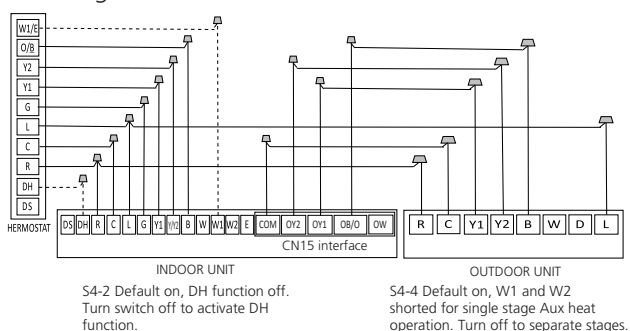 W1/E
O/B
Y2
Y1
G
L
C
R
DH
DS
HERMOSTAT
DS DH R C L G Y1 Y/Y2 B W W1 W2 E COM OY2 OY1 OB/O OW
CN15 interface
R C Y1 Y2 B W D L
INDOOR UNIT
OUTDOOR UNIT
S4-2 Default on, DH function off.
Turn switch off to activate DH
function.
S4-4 Default on, W1 and W2
shorted for single stage Aux heat
operation. Turn off to separate stages.